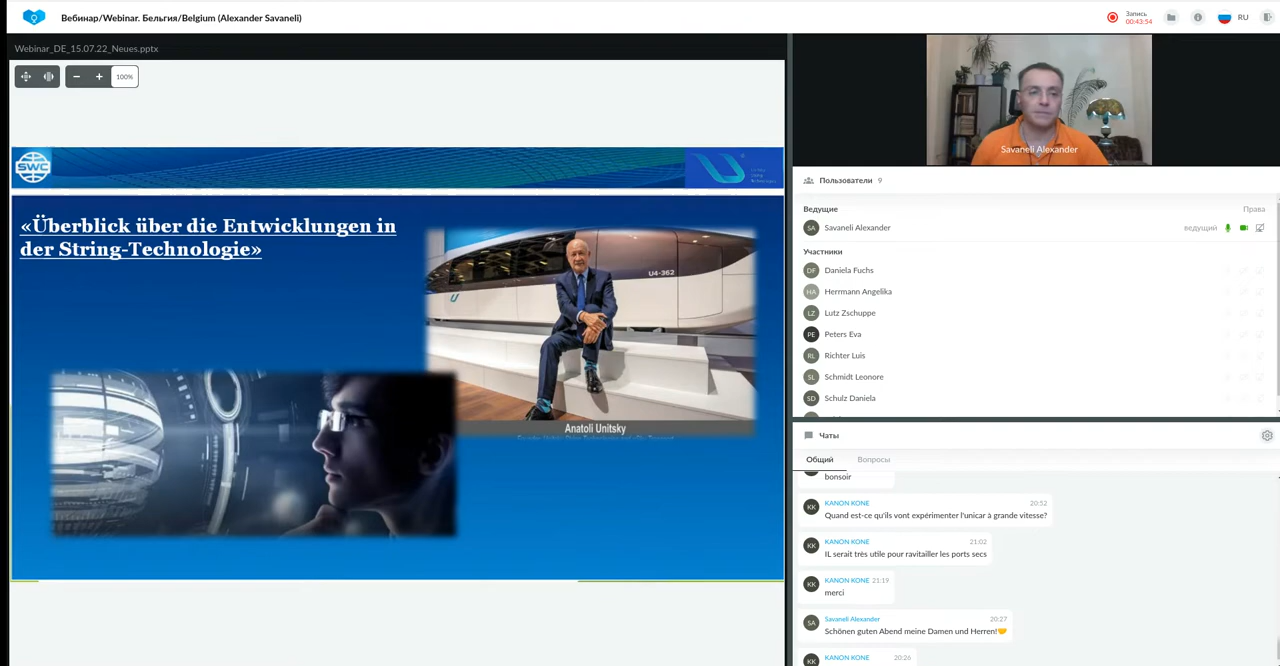 Вебинар/Webinar. Бельгия/Belgium (Alexander Savaneli)
Запись
00:43:54
RU
Webinar_DE_15.07.22_Neues.pptx
100%
SWC
«Überblick über die Entwicklungen in
der String-Technologie»
U4-362
Anatoli Unitsky
Savaneli Alexander
Пользователи 9
Ведущие
Права
SA Savaneli Alexander
ведущий
Участники
DF Daniela Fuchs
HA Herrmann Angelika
LZ Lutz Zschuppe
PE Peters Eva
RL Richter Luis
SL Schmidt Leonore
SD Schulz Daniela
Чаты
Общий Вопросы
bonsoir
KK KANON KONE 20:52
Quand est-ce qu'ils vont expérimenter l'unicar à grande vitesse?
KK KANON KONE 21:02
IL serait très utile pour ravitailler les ports secs
KK KANON KONE 21:19
merci
SA Savaneli Alexander 20:27
Schönen guten Abend meine Damen und Herren!🤝
KK KANON KONE 20:26